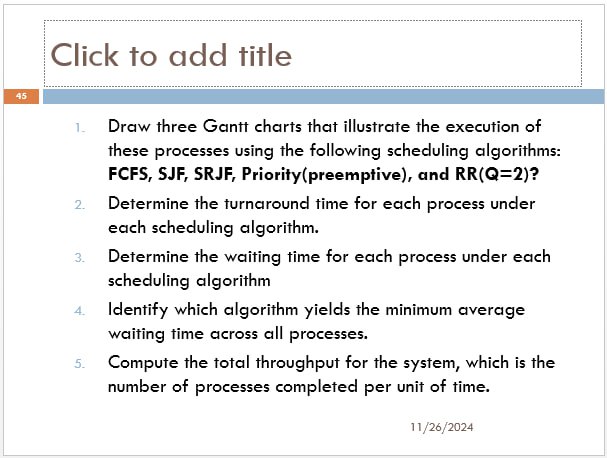 Click to add title
45
1. Draw three Gantt charts that illustrate the execution of
these processes using the following scheduling algorithms:
FCFS, SJF, SRJF, Priority(preemptive), and RR(Q=2)?
2. Determine the turnaround time for each process under
each scheduling algorithm.
3. Determine the waiting time for each process under each
scheduling algorithm
4. Identify which algorithm yields the minimum average
waiting time across all processes.
5. Compute the total throughput for the system, which is the
number of processes completed per unit of time.
11/26/2024